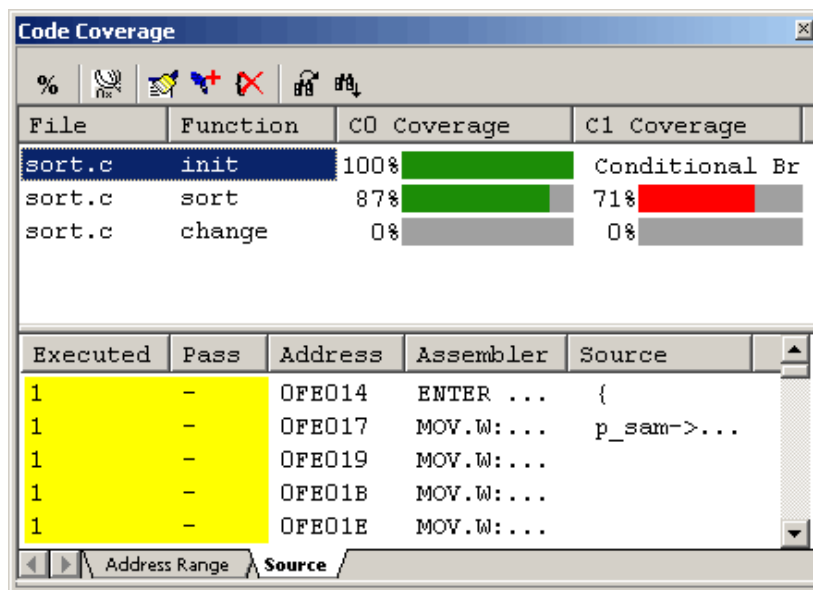 Code Coverage
%
File Function C0 Coverage C1 Coverage
sort.c init 100% Conditional Br
sort.c sort 87% 71%
sort.c change 0% 0%
Executed Pass Address Assembler Source
1 - 0FE014 ENTER ... {
1 - 0FE017 MOV.W:... p_sam->...
1 - 0FE019 MOV.W:...
1 - 0FE01B MOV.W:...
1 - 0FE01E MOV.W:...
Address Range Source